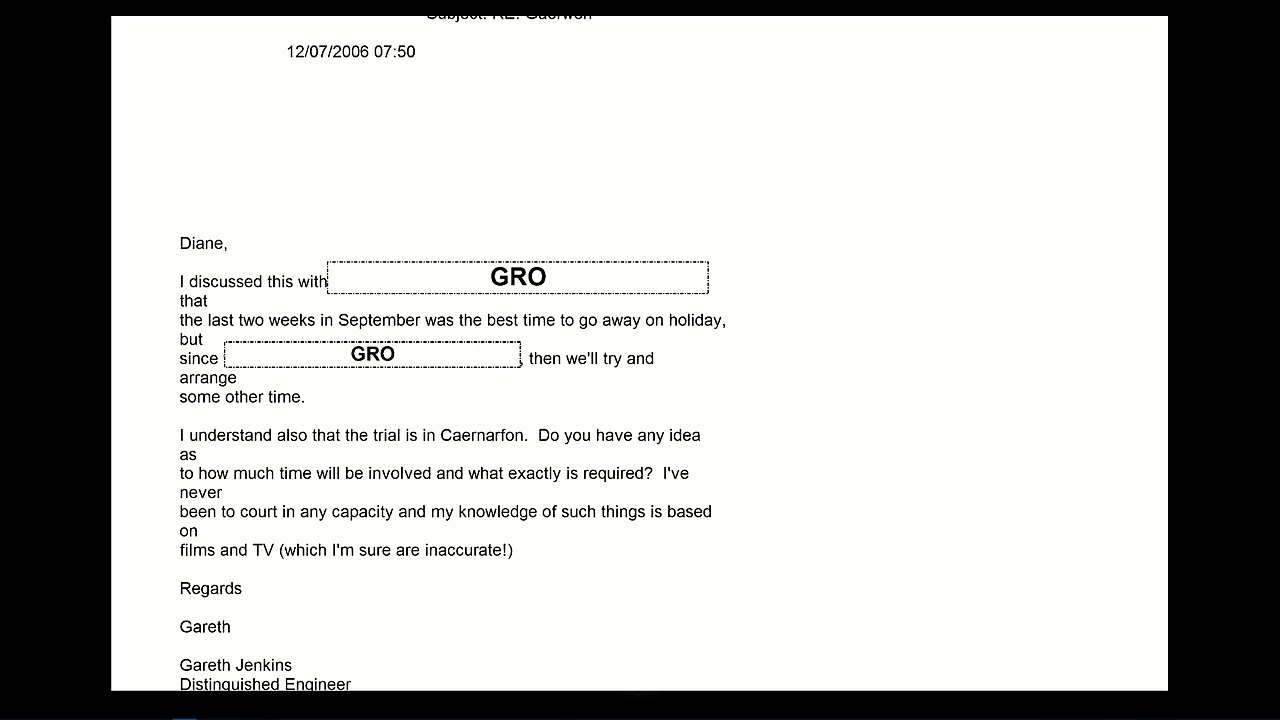 Subject: RE: Gaerwen
12/07/2006 07:50
Diane,
I discussed this with GRO
that
the last two weeks in September was the best time to go away on holiday,
but
since GRO, then we'll try and
arrange
some other time.
I understand also that the trial is in Caernarfon.  Do you have any idea
as
to how much time will be involved and what exactly is required?  I've
never
been to court in any capacity and my knowledge of such things is based
on
films and TV (which I'm sure are inaccurate!)
Regards
Gareth
Gareth Jenkins
Distinguished Engineer